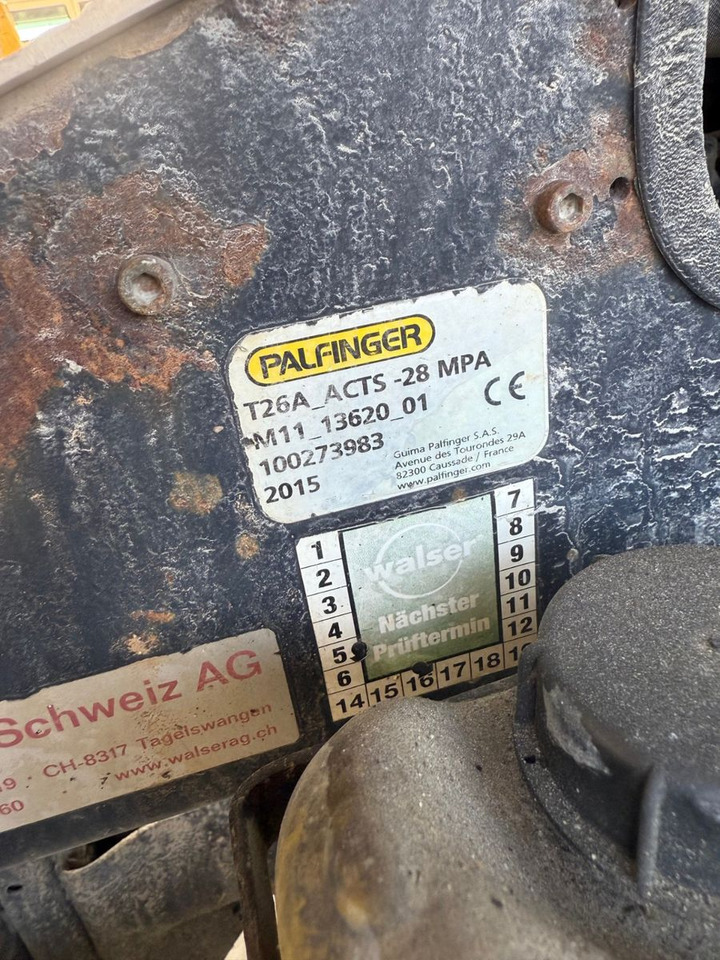 PALFINGER
T26A_ACTS -28 MPA
M11_13620_01
100273983
2015
CE
Guima Palfinger S.A.S.
Avenue des Tourondes 29A
82300 Caussade / France
www.palfinger.com
1
2
3
4
5
6
walser
Nächster
Prüftermin
7
8
9
10
11
12
14 15 16 17 18
Schweiz AG
19 · CH-8317 Tagelswangen
www.walserag.ch
60